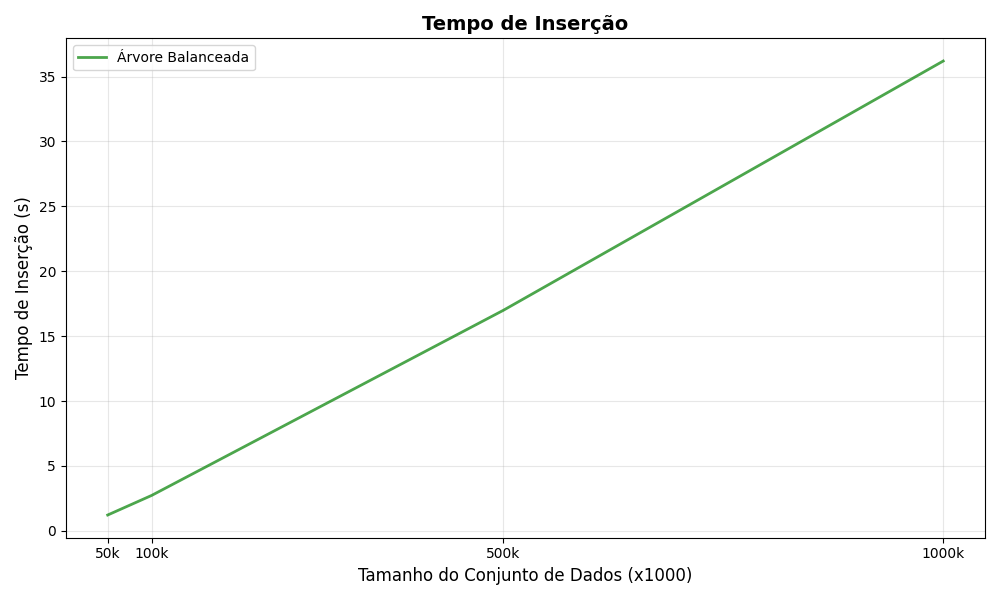 Tempo de Inserção
Árvore Balanceada
Tempo de Inserção (s)
35
30
25
20
15
10
5
0
50k
100k
500k
1000k
Tamanho do Conjunto de Dados (x1000)